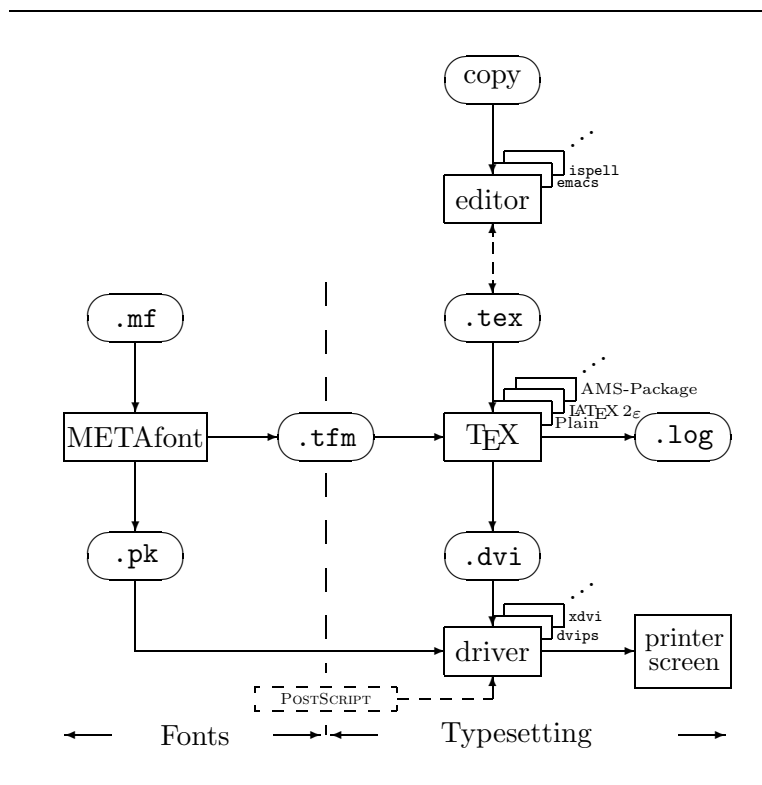 copy
ispell
emacs
editor
.mf
.tex
AMS-Package
LATEX 2ε
Plain
METAfont
.tfm
TEX
.log
.pk
.dvi
xdvi
dvips
driver
printer
screen
POSTSCRIPT
Fonts
Typesetting